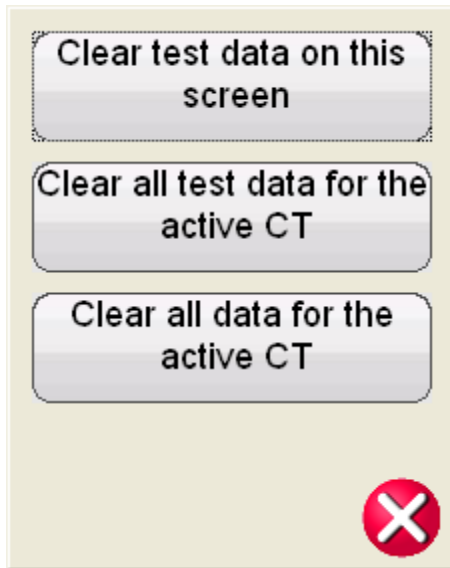 Clear test data on this
screen
Clear all test data for the
active CT
Clear all data for the
active CT